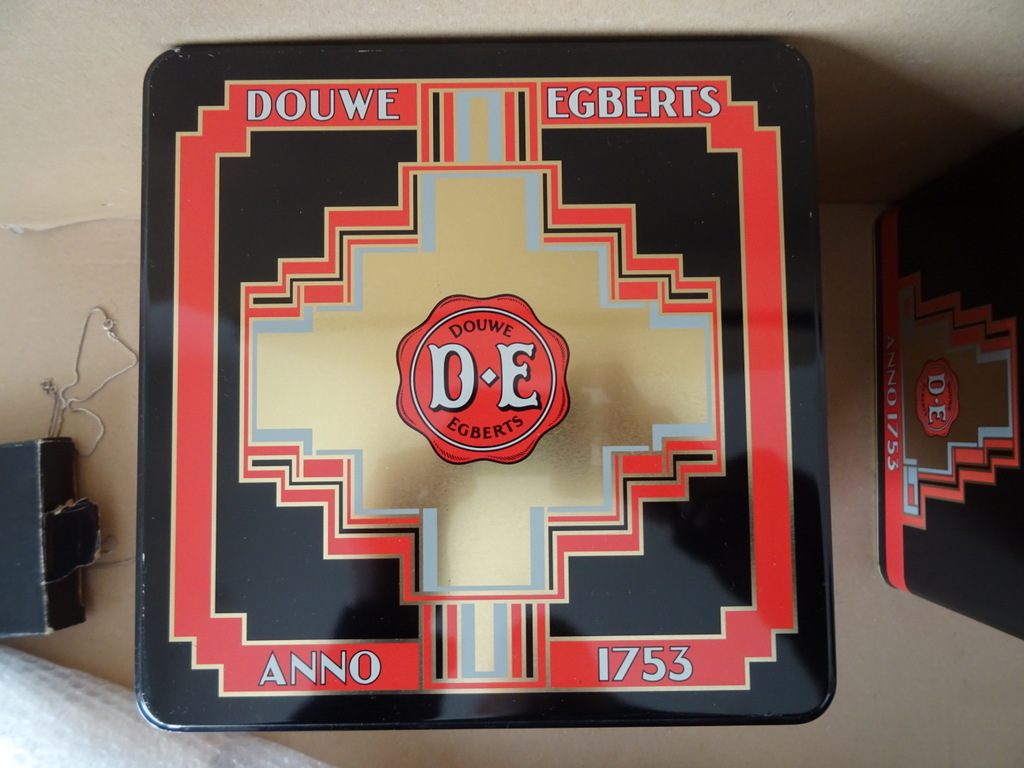 DOUWE EGBERTS
DOUWE
D·E
EGBERTS
ANNO 1753
ANNO 1753
D·E